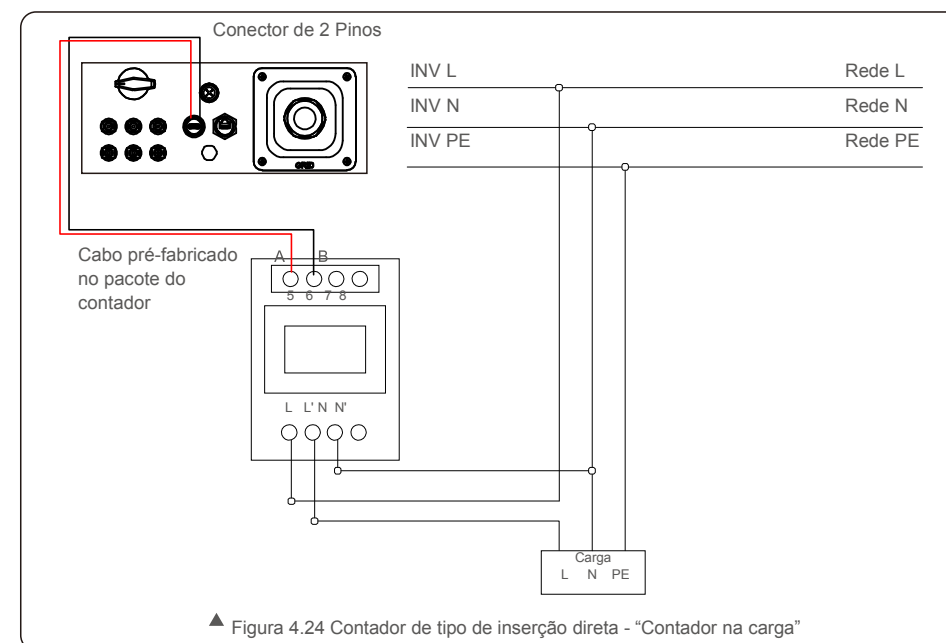 Conector de 2 Pinos
INV L Rede L
INV N Rede N
INV PE Rede PE
GRID
Cabo pré-fabricado
no pacote do
contador
A B
5 6 7 8
L L' N N'
Carga
L N PE
▲ Figura 4.24 Contador de tipo de inserção direta - “Contador na carga”